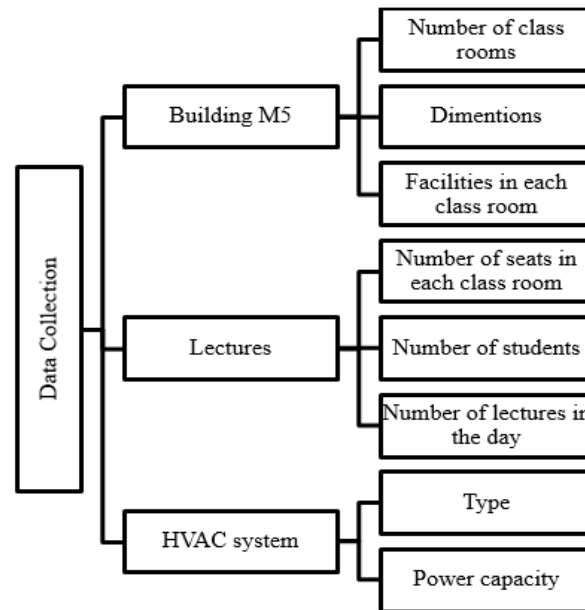 Data Collection
Building M5
Number of class
rooms
Dimentions
Facilities in each
class room
Lectures
Number of seats in
each class room
Number of students
Number of lectures in
the day
HVAC system
Type
Power capacity